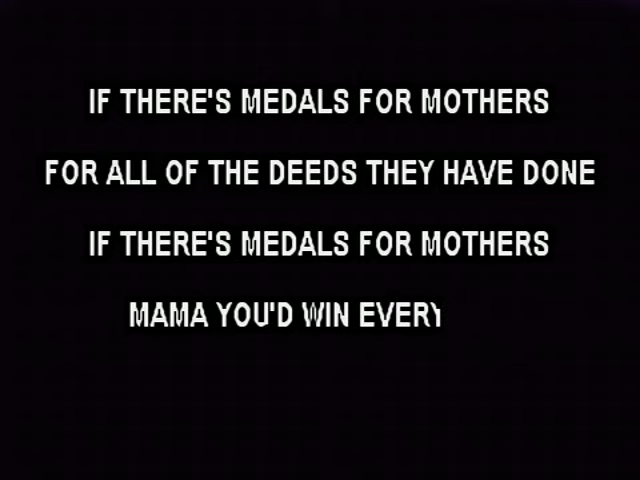 IF THERE'S MEDALS FOR MOTHERS
FOR ALL OF THE DEEDS THEY HAVE DONE
IF THERE'S MEDALS FOR MOTHERS
MAMA YOU'D WIN EVERY